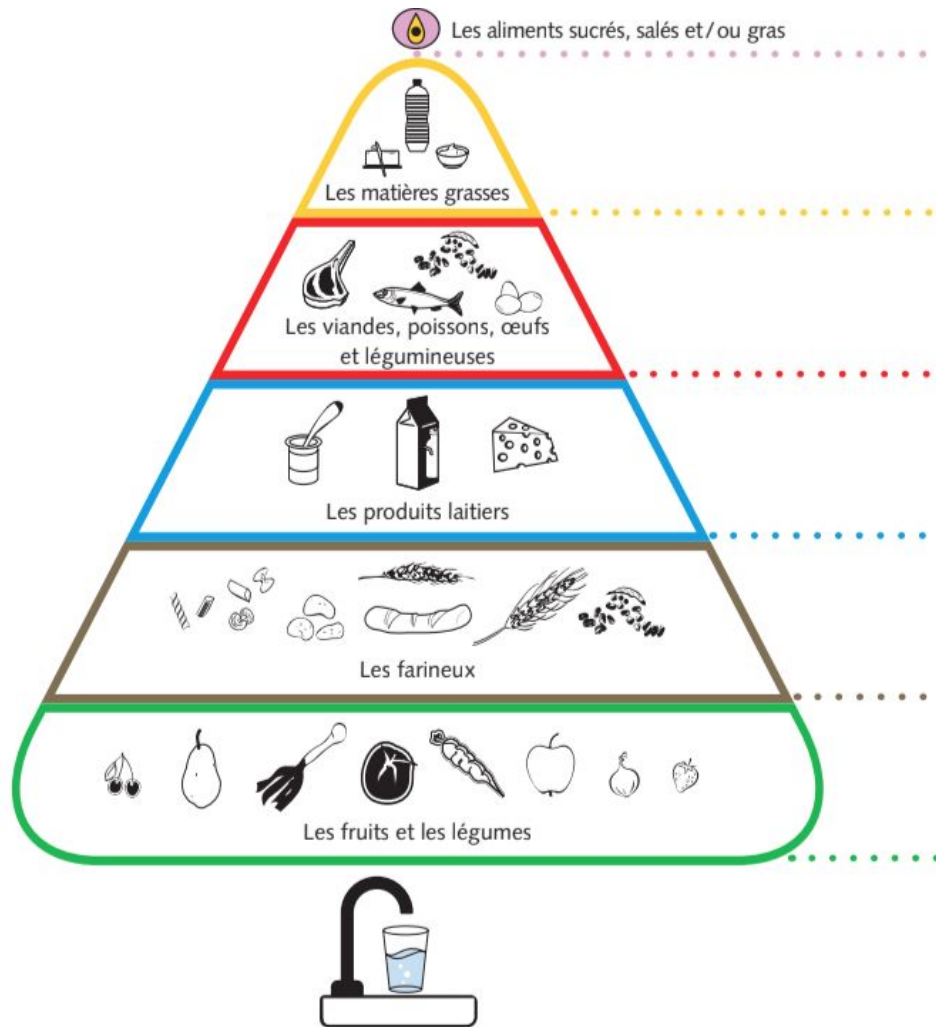 Les aliments sucrés, salés et/ou gras
Les matières grasses
Les viandes, poissons, œufs
et légumineuses
Les produits laitiers
Les farineux
Les fruits et les légumes